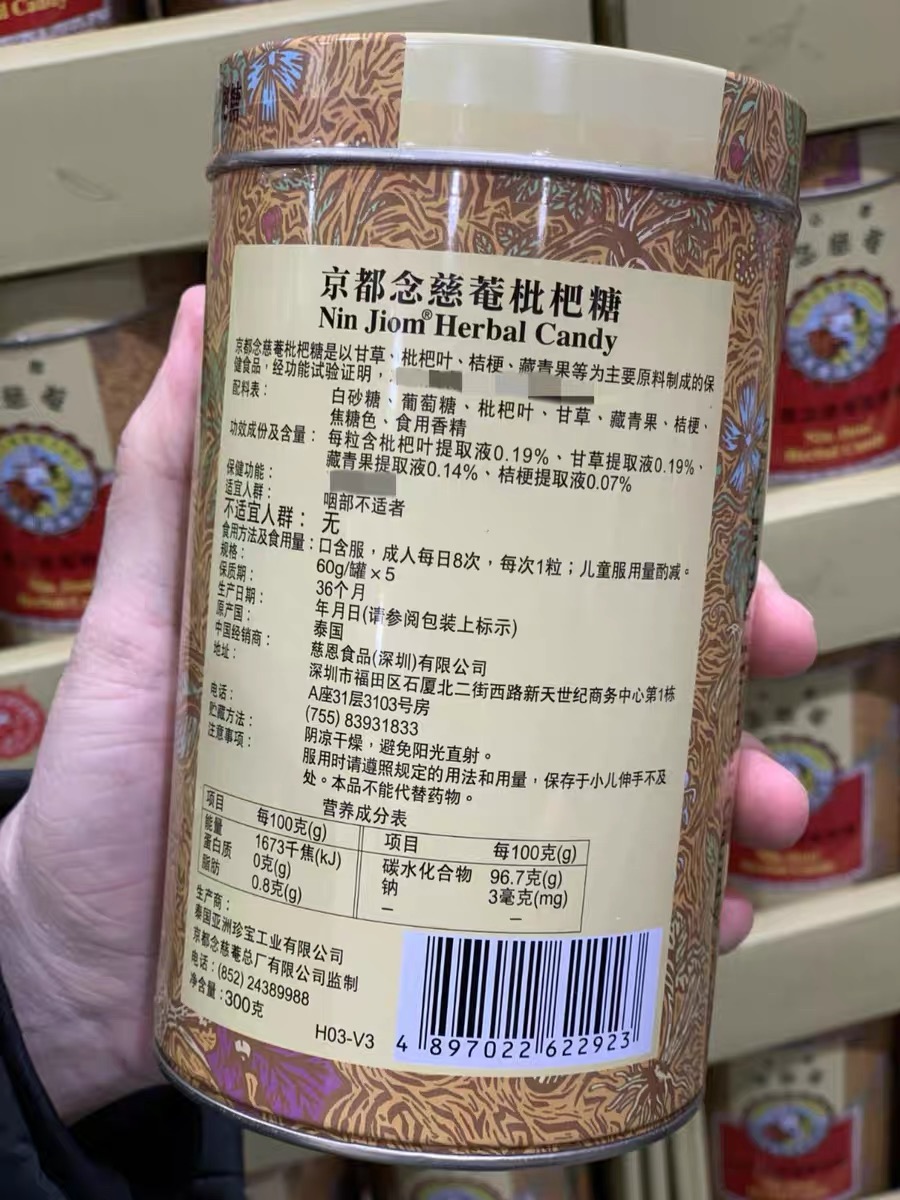 京都念慈菴枇杷糖
Nin Jiom® Herbal Candy
京都念慈菴枇杷糖是以甘草、枇杷叶、桔梗、藏青果等为主要原料制成的保
健食品，经功能试验证明，
配料表： 白砂糖、葡萄糖、枇杷叶、甘草、藏青果、桔梗、
焦糖色、食用香精
功效成份及含量： 每粒含枇杷叶提取液0.19%、甘草提取液0.19%、
藏青果提取液0.14%、桔梗提取液0.07%
保健功能：
适宜人群： 咽部不适者
不适宜人群： 无
食用方法及食用量： 口含服，成人每日8次，每次1粒；儿童服用量酌减。
规格： 60g/罐×5
保质期： 36个月
生产日期： 年月日(请参阅包装上标示)
原产国： 泰国
中国经销商： 慈恩食品(深圳)有限公司
地址： 深圳市福田区石厦北二街西路新天世纪商务中心第1栋
A座31层3103号房
电话： (755) 83931833
贮藏方法： 阴凉干燥，避免阳光直射。
注意事项： 服用时请遵照规定的用法和用量，保存于小儿伸手不及
处。本品不能代替药物。
营养成分表
项目 每100克(g) 项目 每100克(g)
能量 1673千焦(kJ) 碳水化合物 96.7克(g)
蛋白质 0克(g) 钠 3毫克(mg)
脂肪 0.8克(g) — —
生产商：
泰国亚洲珍宝工业有限公司
京都念慈菴总厂有限公司监制
电话：(852) 24389988
净含量：300克
H03-V3
4 897022 622923